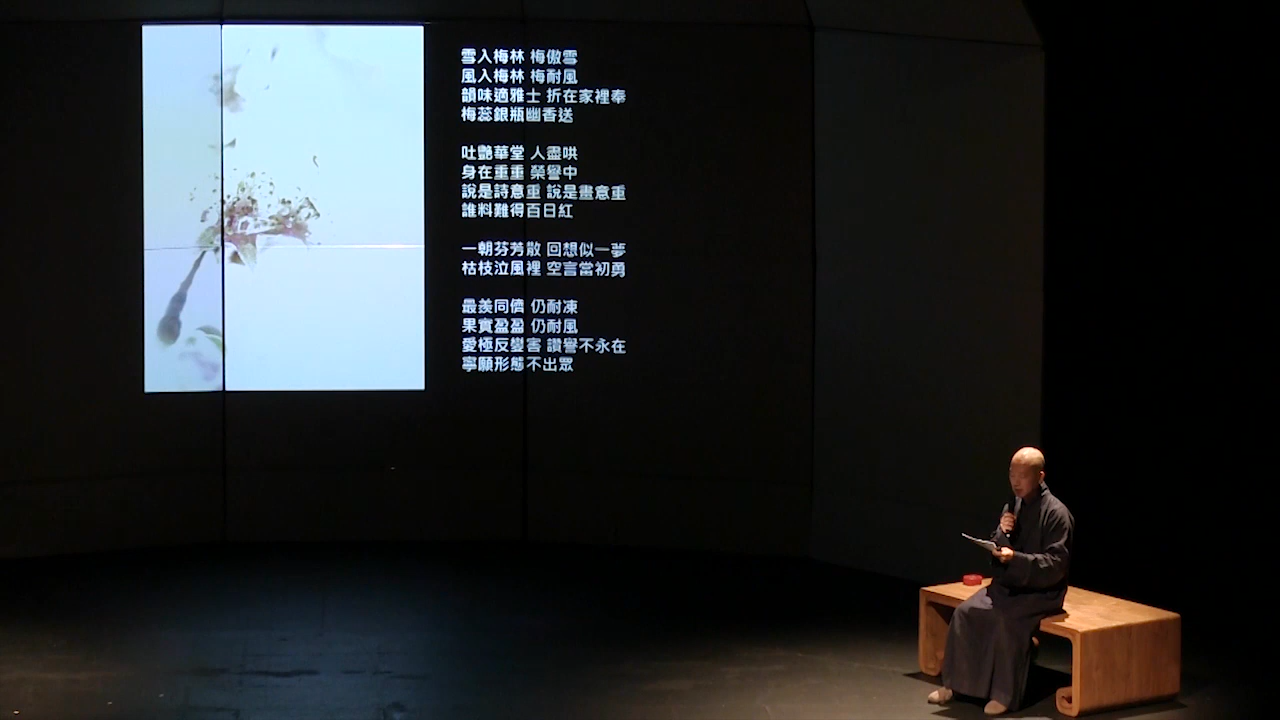 雪入梅林 梅傲雪
風入梅林 梅耐風
韻味適雅士 折在家裡奉
梅蕊銀瓶幽香送
吐艷華堂 人盡哄
身在重重 榮譽中
說是詩意重 說是畫意重
誰料難得百日紅
一朝芬芳散 回想似一夢
枯枝泣風裡 空言當初勇
最羨同儕 仍耐凍
果實盈盈 仍耐風
愛極反變害 讚譽不永在
寧願形態不出眾